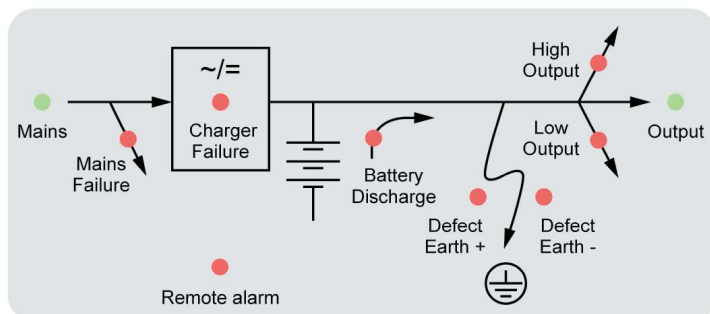 ~/=
High
Output
Mains
Charger
Failure
Mains
Failure
Low
Output
Output
Battery
Discharge
Defect
Earth +
Defect
Earth -
Remote alarm